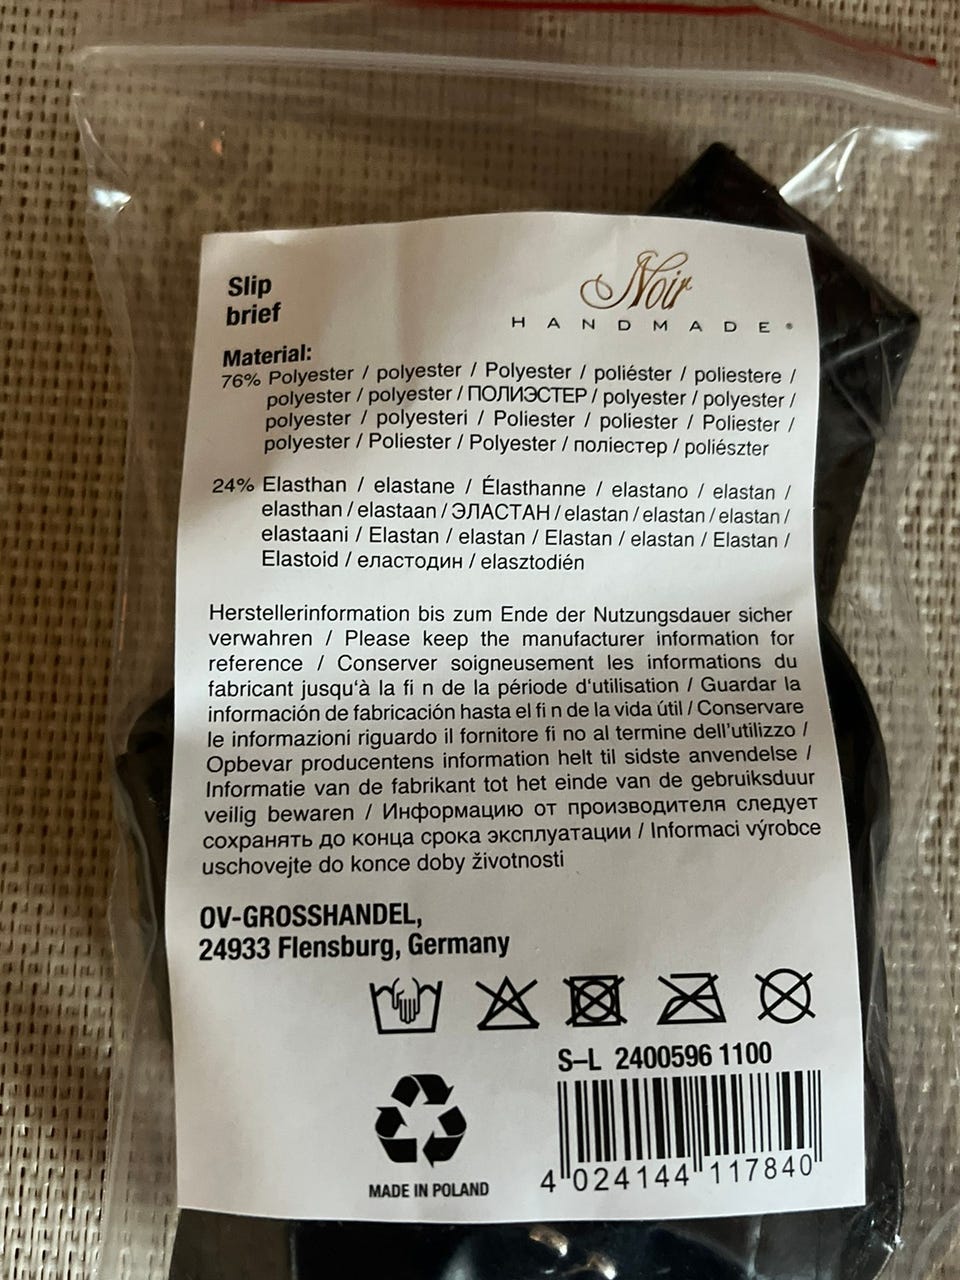 Slip
brief
Noir
HANDMADE®
Material:
76% Polyester / polyester / Polyester / poliéster / poliestere /
polyester / polyester / ПОЛИЭСТЕР / polyester / polyester /
polyester / polyesteri / Poliester / poliester / Poliester /
polyester / Poliester / Polyester / поліестер / poliészter
24% Elasthan / elastane / Élasthanne / elastano / elastan /
elasthan / elastaan / ЭЛАСТАН / elastan / elastan / elastan /
elastaani / Elastan / elastan / Elastan / elastan / Elastan /
Elastoid / еластодин / elasztodién
Herstellerinformation bis zum Ende der Nutzungsdauer sicher
verwahren / Please keep the manufacturer information for
reference / Conserver soigneusement les informations du
fabricant jusqu‘à la fi n de la période d‘utilisation / Guardar la
información de fabricación hasta el fi n de la vida útil / Conservare
le informazioni riguardo il fornitore fi no al termine dell’utilizzo /
Opbevar producentens information helt til sidste anvendelse /
Informatie van de fabrikant tot het einde van de gebruiksduur
veilig bewaren / Информацию от производителя следует
сохранять до конца срока эксплуатации / Informaci výrobce
uschovejte do konce doby životnosti
OV-GROSSHANDEL,
24933 Flensburg, Germany
S–L 2400596 1100
4 024144 117840
MADE IN POLAND